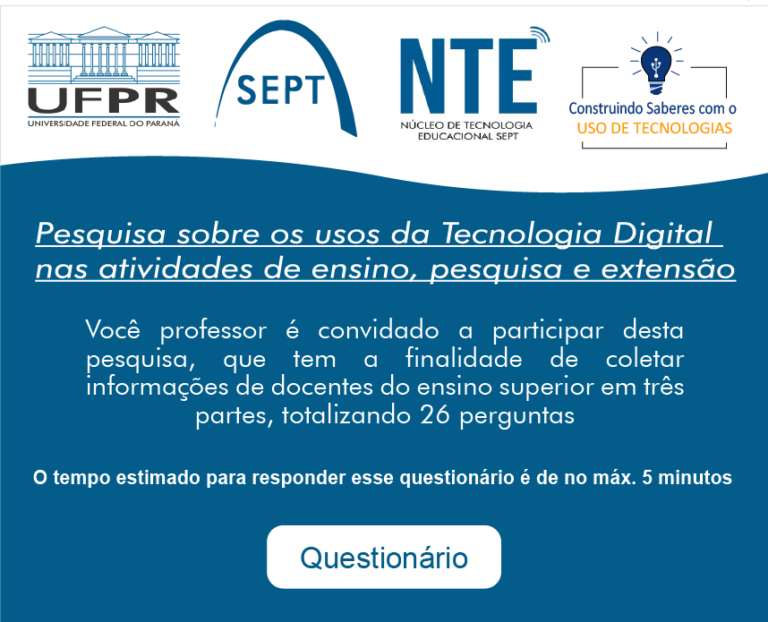 UFPR
UNIVERSIDADE FEDERAL DO PARANÁ
SEPT
NTE
NÚCLEO DE TECNOLOGIA
EDUCACIONAL SEPT
Construindo Saberes com o
USO DE TECNOLOGIAS
Pesquisa sobre os usos da Tecnologia Digital
nas atividades de ensino, pesquisa e extensão
Você professor é convidado a participar desta
pesquisa, que tem a finalidade de coletar
informações de docentes do ensino superior em três
partes, totalizando 26 perguntas
O tempo estimado para responder esse questionário é de no máx. 5 minutos
Questionário